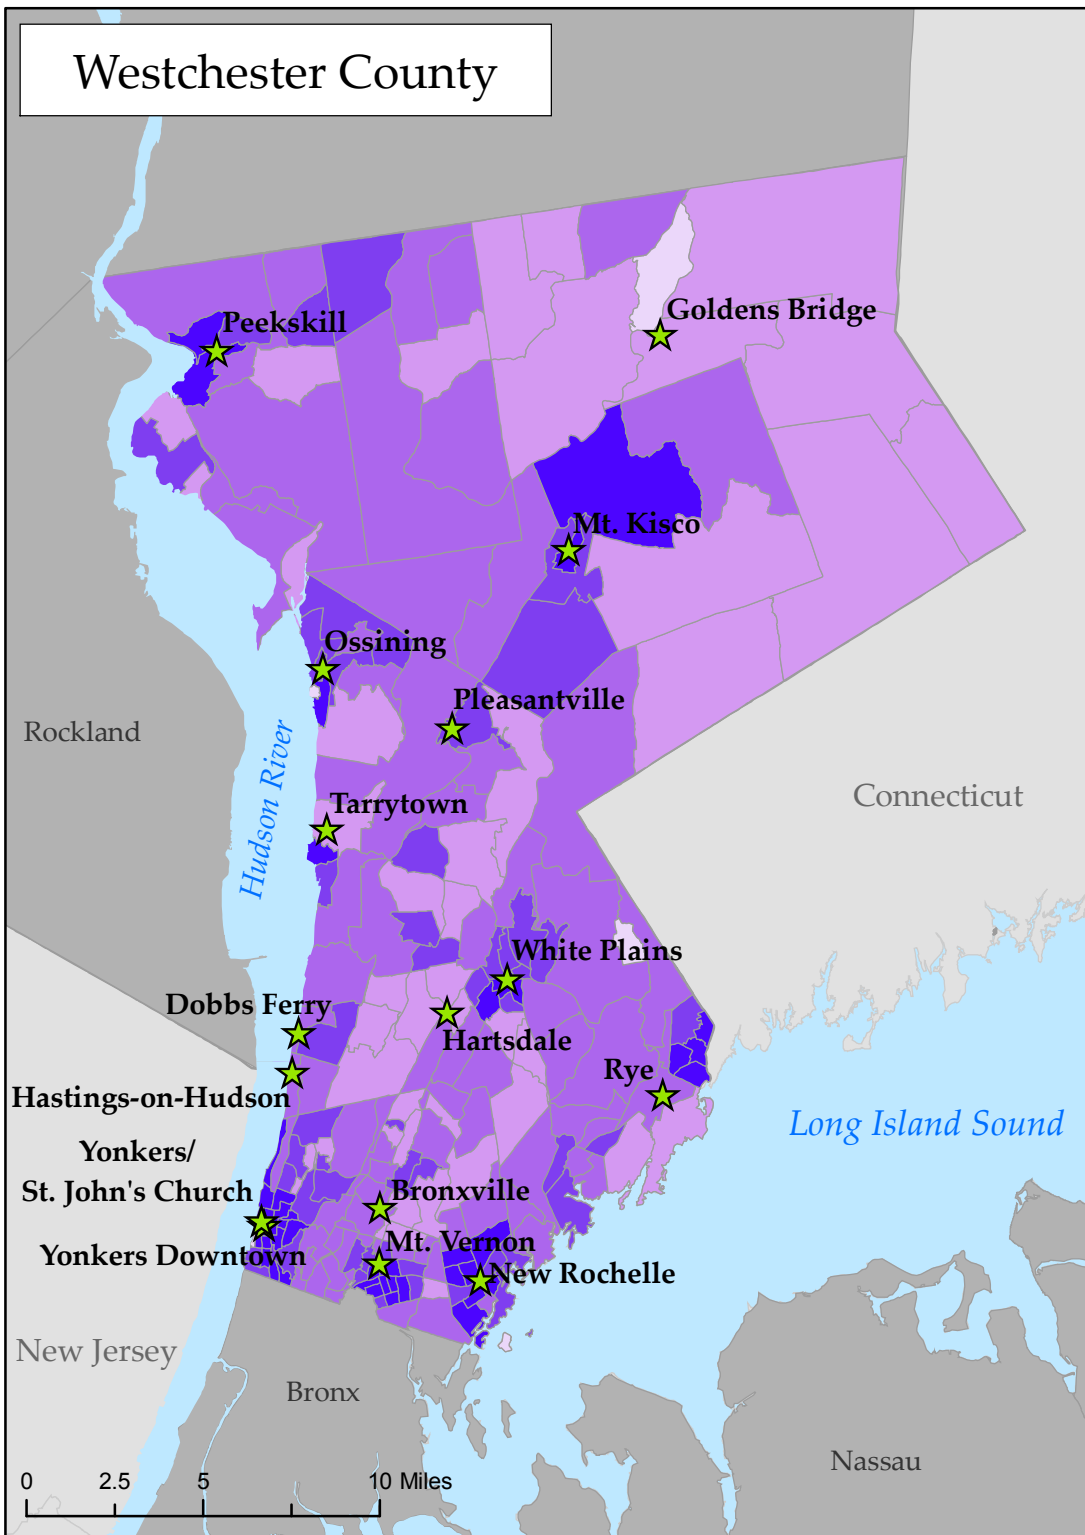 Westchester County
Goldens Bridge
Peekskill
Mt. Kisco
Ossining
Pleasantville
Rockland
Hudson River
Tarrytown
Connecticut
White Plains
Dobbs Ferry
Hartsdale
Rye
Hastings-on-Hudson
Long Island Sound
Yonkers/
St. John's Church
Bronxville
Yonkers Downtown
Mt. Vernon
New Rochelle
New Jersey
Bronx
Nassau
0 2.5 5 10 Miles